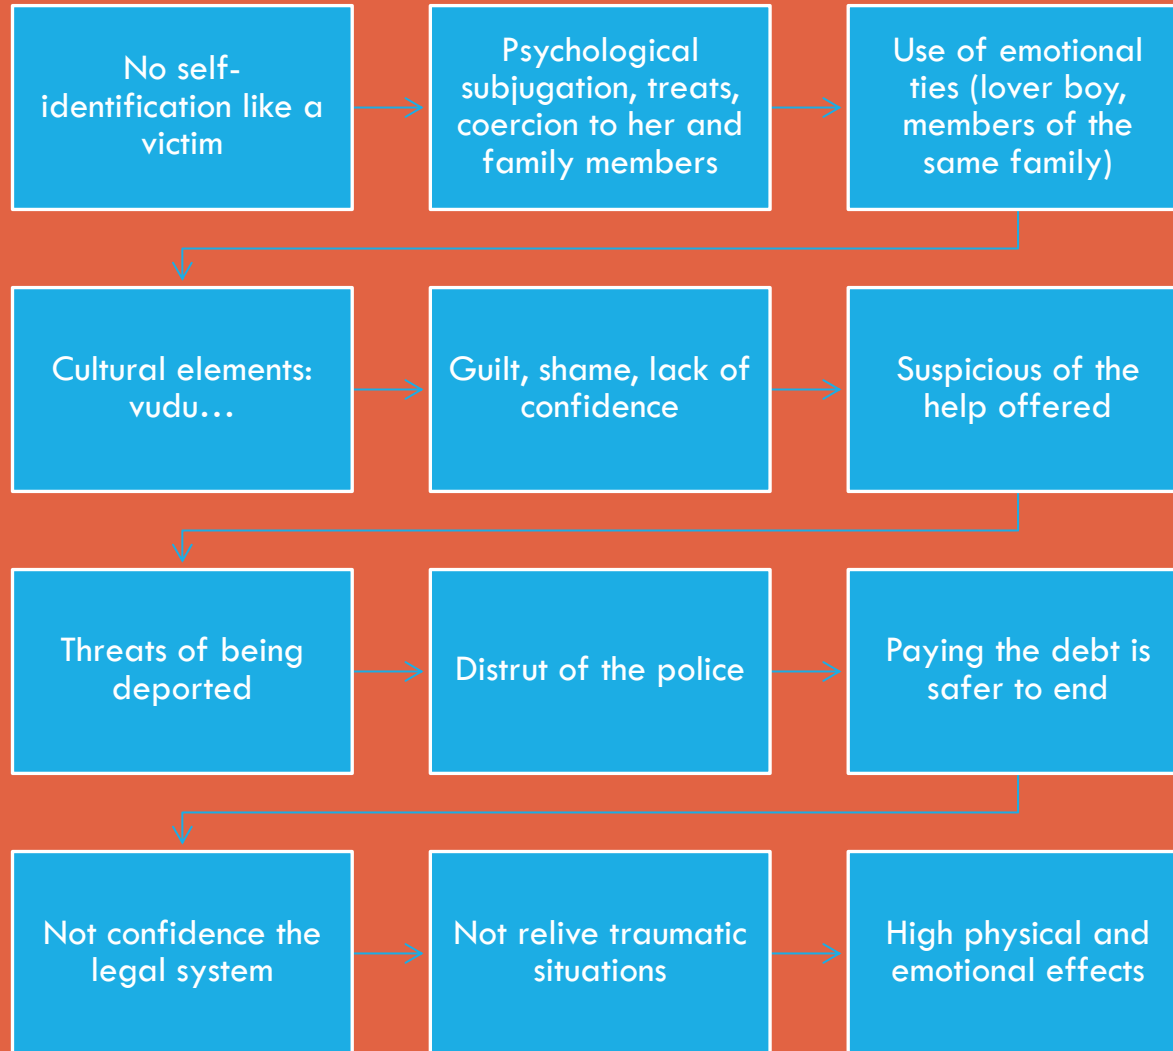 No self-
identification like a
victim
Psychological
subjugation, treats,
coercion to her and
family members
Use of emotional
ties (lover boy,
members of the
same family)
Cultural elements:
vudu...
Guilt, shame, lack of
confidence
Suspicious of the
help offered
Threats of being
deported
Distrut of the police
Paying the debt is
safer to end
Not confidence the
legal system
Not relive traumatic
situations
High physical and
emotional effects